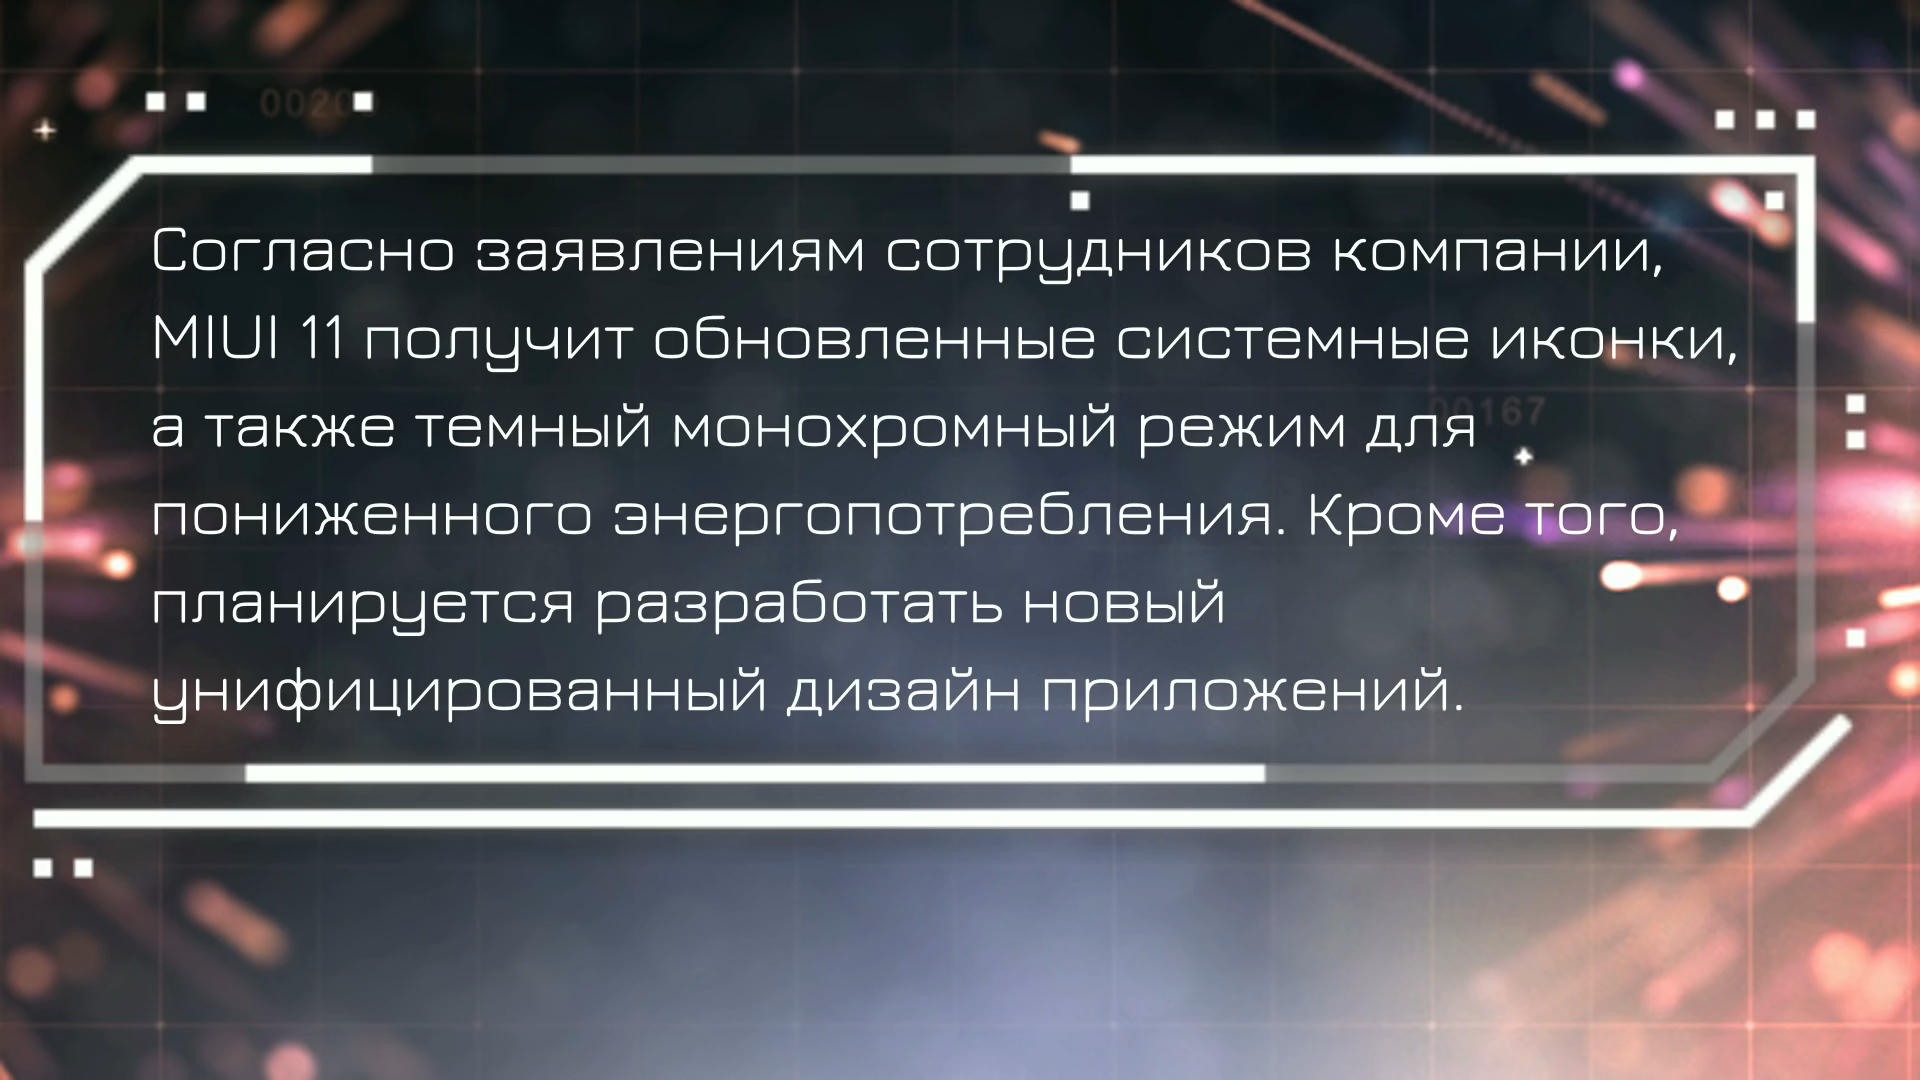 Согласно заявлениям сотрудников компании,
MIUI 11 получит обновленные системные иконки,
а также темный монохромный режим для
пониженного энергопотребления. Кроме того,
планируется разработать новый
унифицированный дизайн приложений.